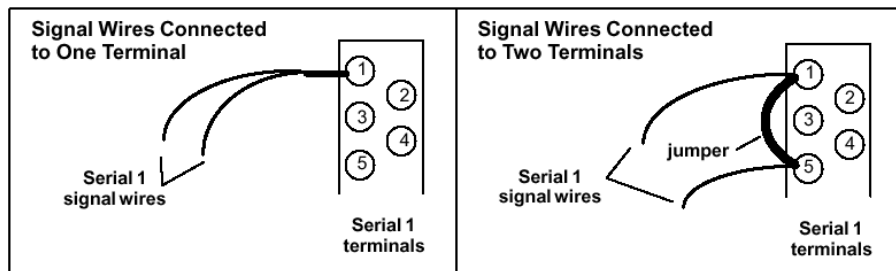 Signal Wires Connected
to One Terminal
1
2
3
4
5
Serial 1
signal wires
Serial 1
terminals
Signal Wires Connected
to Two Terminals
1
2
3
4
5
jumper
Serial 1
signal wires
Serial 1
terminals